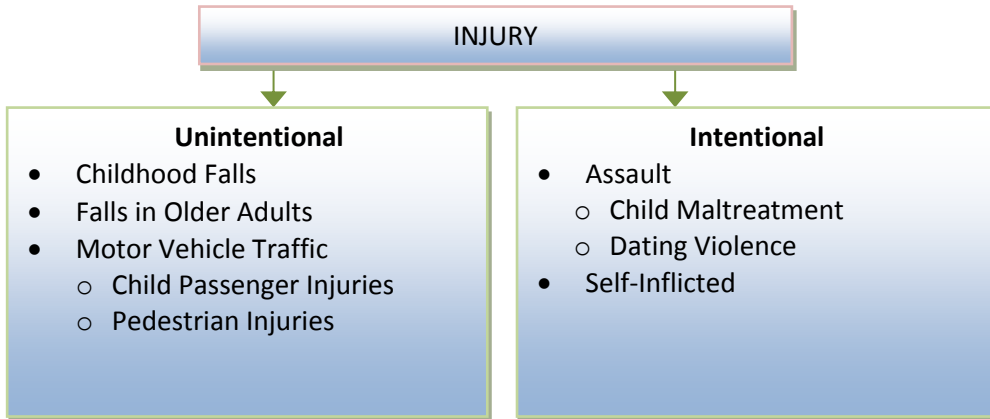 INJURY
Unintentional
• Childhood Falls
• Falls in Older Adults
• Motor Vehicle Traffic
o Child Passenger Injuries
o Pedestrian Injuries
Intentional
• Assault
o Child Maltreatment
o Dating Violence
• Self-Inflicted